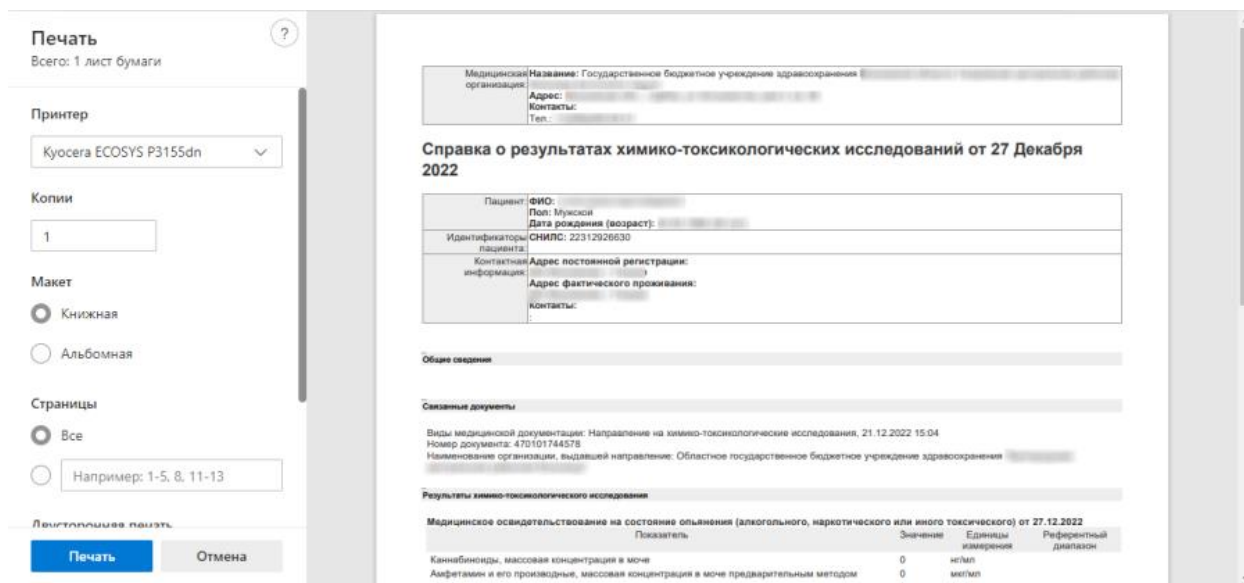 Печать
?
Всего: 1 лист бумаги
Принтер
Kyocera ECOSYS P3155dn
Копии
1
Макет
Книжная
Альбомная
Страницы
Все
Например: 1-5, 8, 11-13
Двусторонняя печать
Печать
Отмена
Медицинская организация:
Название: Государственное бюджетное учреждение здравоохранения
Адрес:
Контакты:
Тел.:
Справка о результатах химико-токсикологических исследований от 27 Декабря
2022
Пациент: ФИО:
Пол: Мужской
Дата рождения (возраст):
Идентификаторы пациента:
СНИЛС: 22312926630
Контактная информация:
Адрес постоянной регистрации:
Адрес фактического проживания:
Контакты:
:
Общие сведения
Связанные документы
Виды медицинской документации: Направление на химико-токсикологические исследования, 21.12.2022 15:04
Номер документа: 470101744578
Наименование организации, выдавшей направление: Областное государственное бюджетное учреждение здравоохранения
Результаты химико-токсикологического исследования
Медицинское освидетельствование на состояние опьянения (алкогольного, наркотического или иного токсического) от 27.12.2022
Показатель Значение Единицы измерения Референтный диапазон
Каннабиноиды, массовая концентрация в моче 0 нг/мл
Амфетамин и его производные, массовая концентрация в моче предварительным методом 0 мкг/мл